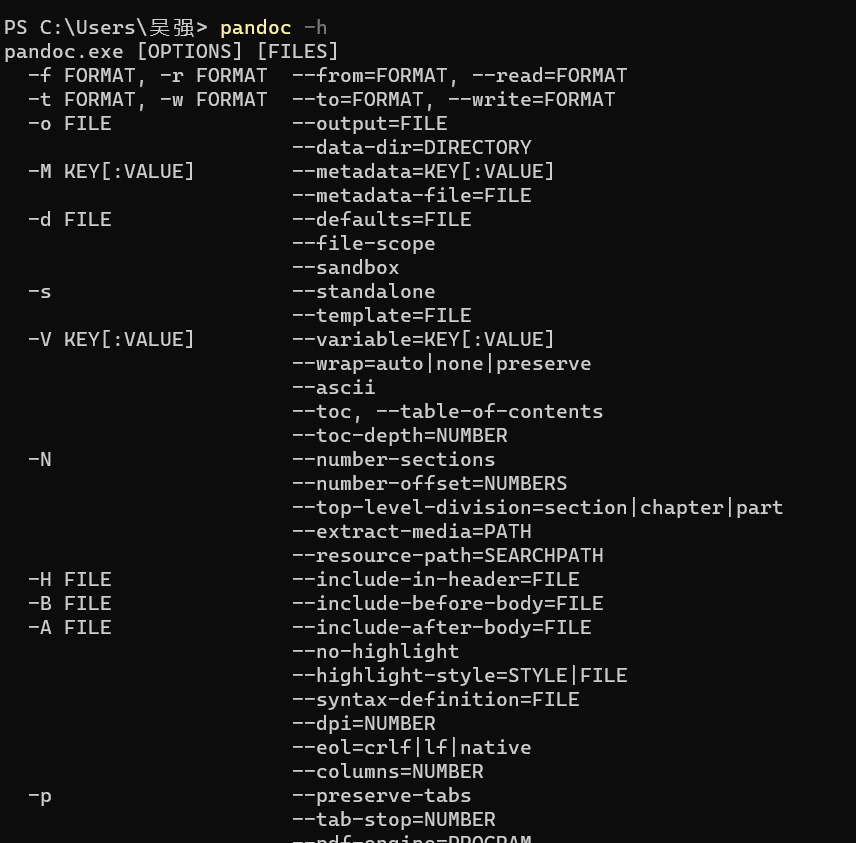 PS C:\Users\吴强> pandoc -h
pandoc.exe [OPTIONS] [FILES]
  -f FORMAT, -r FORMAT  --from=FORMAT, --read=FORMAT
  -t FORMAT, -w FORMAT  --to=FORMAT, --write=FORMAT
  -o FILE               --output=FILE
                        --data-dir=DIRECTORY
  -M KEY[:VALUE]        --metadata=KEY[:VALUE]
                        --metadata-file=FILE
  -d FILE               --defaults=FILE
                        --file-scope
                        --sandbox
  -s                    --standalone
                        --template=FILE
  -V KEY[:VALUE]        --variable=KEY[:VALUE]
                        --wrap=auto|none|preserve
                        --ascii
                        --toc, --table-of-contents
                        --toc-depth=NUMBER
  -N                    --number-sections
                        --number-offset=NUMBERS
                        --top-level-division=section|chapter|part
                        --extract-media=PATH
                        --resource-path=SEARCHPATH
  -H FILE               --include-in-header=FILE
  -B FILE               --include-before-body=FILE
  -A FILE               --include-after-body=FILE
                        --no-highlight
                        --highlight-style=STYLE|FILE
                        --syntax-definition=FILE
                        --dpi=NUMBER
                        --eol=crlf|lf|native
                        --columns=NUMBER
  -p                    --preserve-tabs
                        --tab-stop=NUMBER
                        --pdf-engine=PROGRAM